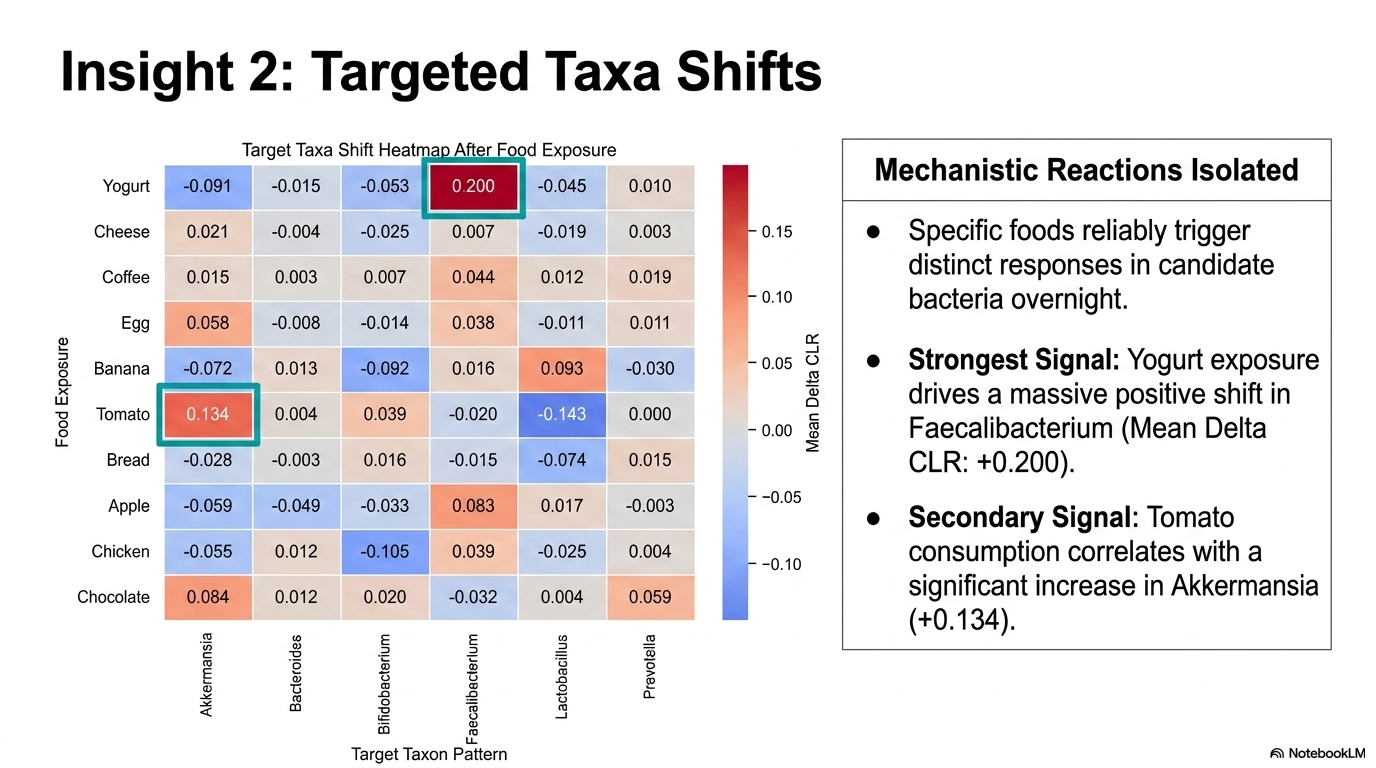 Insight 2: Targeted Taxa Shifts
Target Taxa Shift Heatmap After Food Exposure
Food Exposure
Yogurt -0.091 -0.015 -0.053 0.200 -0.045 0.010
Cheese 0.021 -0.004 -0.025 0.007 -0.019 0.003
Coffee 0.015 0.003 0.007 0.044 0.012 0.019
Egg 0.058 -0.008 -0.014 0.038 -0.011 0.011
Banana -0.072 0.013 -0.092 0.016 0.093 -0.030
Tomato 0.134 0.004 0.039 -0.020 -0.143 0.000
Bread -0.028 -0.003 0.016 -0.015 -0.074 0.015
Apple -0.059 -0.049 -0.033 0.083 0.017 -0.003
Chicken -0.055 0.012 -0.105 0.039 -0.025 0.004
Chocolate 0.084 0.012 0.020 -0.032 0.004 0.059
Akkermansia
Bacteroides
Bifidobacterium
Faecalibacterium
Lactobacillus
Prevotella
Target Taxon Pattern
0.15
0.10
0.05
0.00
−0.05
−0.10
Mean Delta CLR
Mechanistic Reactions Isolated
● Specific foods reliably trigger
distinct responses in candidate
bacteria overnight.
● Strongest Signal: Yogurt exposure
drives a massive positive shift in
Faecalibacterium (Mean Delta
CLR: +0.200).
● Secondary Signal: Tomato
consumption correlates with a
significant increase in Akkermansia
(+0.134).
NotebookLM